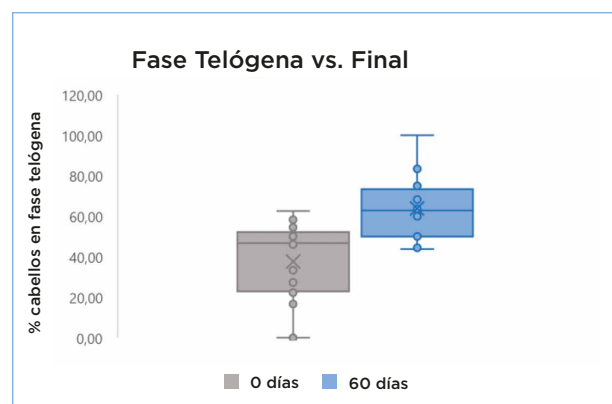 Fase Telógena vs. Final
% cabellos en fase telógena
120,00
100,00
80,00
60,00
40,00
20,00
0,00
0 días
60 días